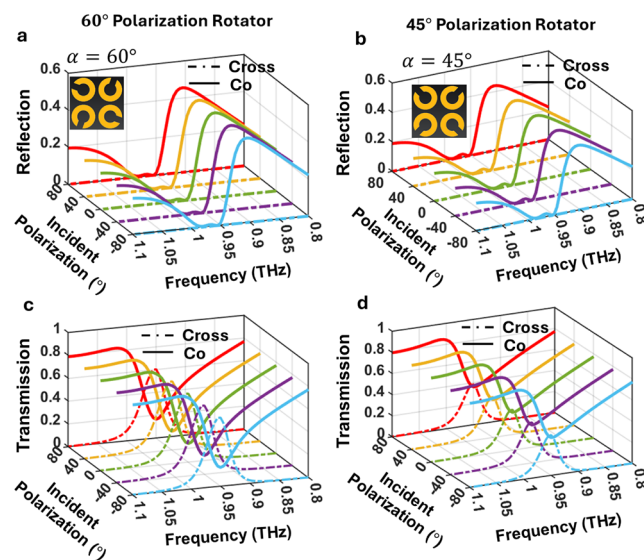 60° Polarization Rotator
45° Polarization Rotator
a
α = 60°
Cross
Co
0.6
0.4
0.2
0
Reflection
80
40
0
-40
-80
Incident
Polarization (°)
1.1
1.05
1
0.95
0.9
0.85
0.8
Frequency (THz)
b
α = 45°
Cross
Co
0.6
0.4
0.2
0
Reflection
80
40
0
-40
-80
Incident
Polarization (°)
1.1
1.05
1
0.95
0.9
0.85
0.8
Frequency (THz)
c
Cross
Co
1
0.8
0.6
0.4
0.2
0
Transmission
80
40
0
-40
-80
Incident
Polarization (°)
1.1
1.05
1
0.95
0.9
0.85
0.8
Frequency (THz)
d
Cross
Co
1
0.8
0.6
0.4
0.2
0
Transmission
80
40
0
-40
-80
Incident
Polarization (°)
1.1
1.05
1
0.95
0.9
0.85
0.8
Frequency (THz)